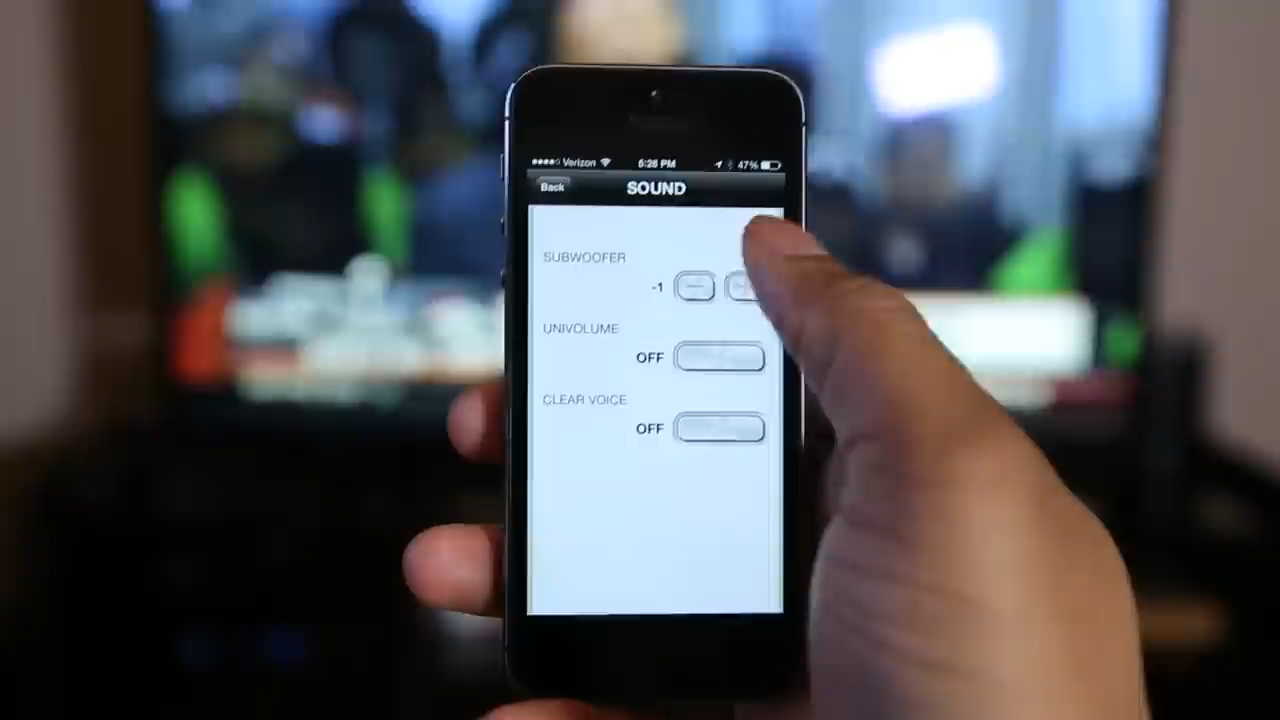 Verizon 5:26 PM 47%
Back SOUND
SUBWOOFER
-1
UNIVOLUME
OFF
CLEAR VOICE
OFF